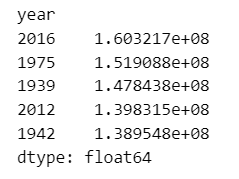 year
2016    1.603217e+08
1975    1.519088e+08
1939    1.478438e+08
2012    1.398315e+08
1942    1.389548e+08
dtype: float64